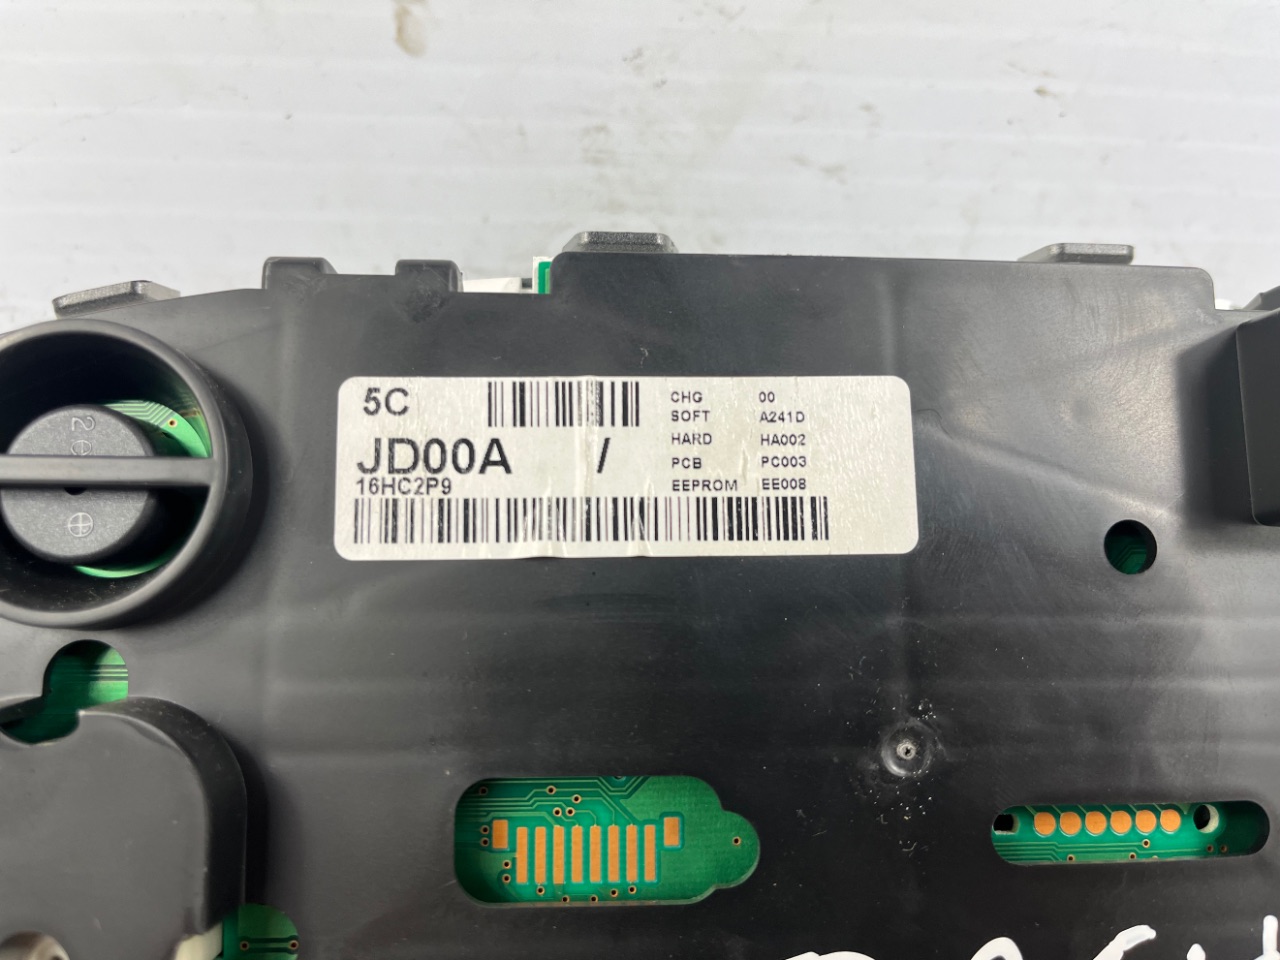 5C
JD00A /
16HC2P9
CHG 00
SOFT A241D
HARD HA002
PCB PC003
EEPROM EE008